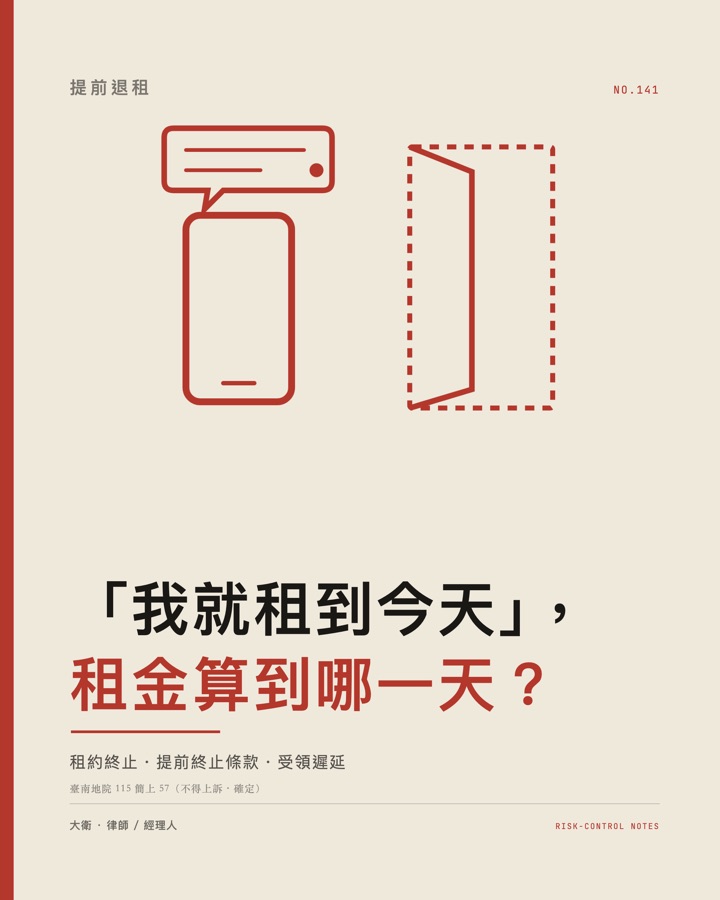 提前退租
NO.141
「我就租到今天」，
租金算到哪一天？
租約終止・提前終止條款・受領遲延
臺南地院 115 簡上 57（不得上訴・確定）
大衛 · 律師 / 經理人
RISK-CONTROL NOTES